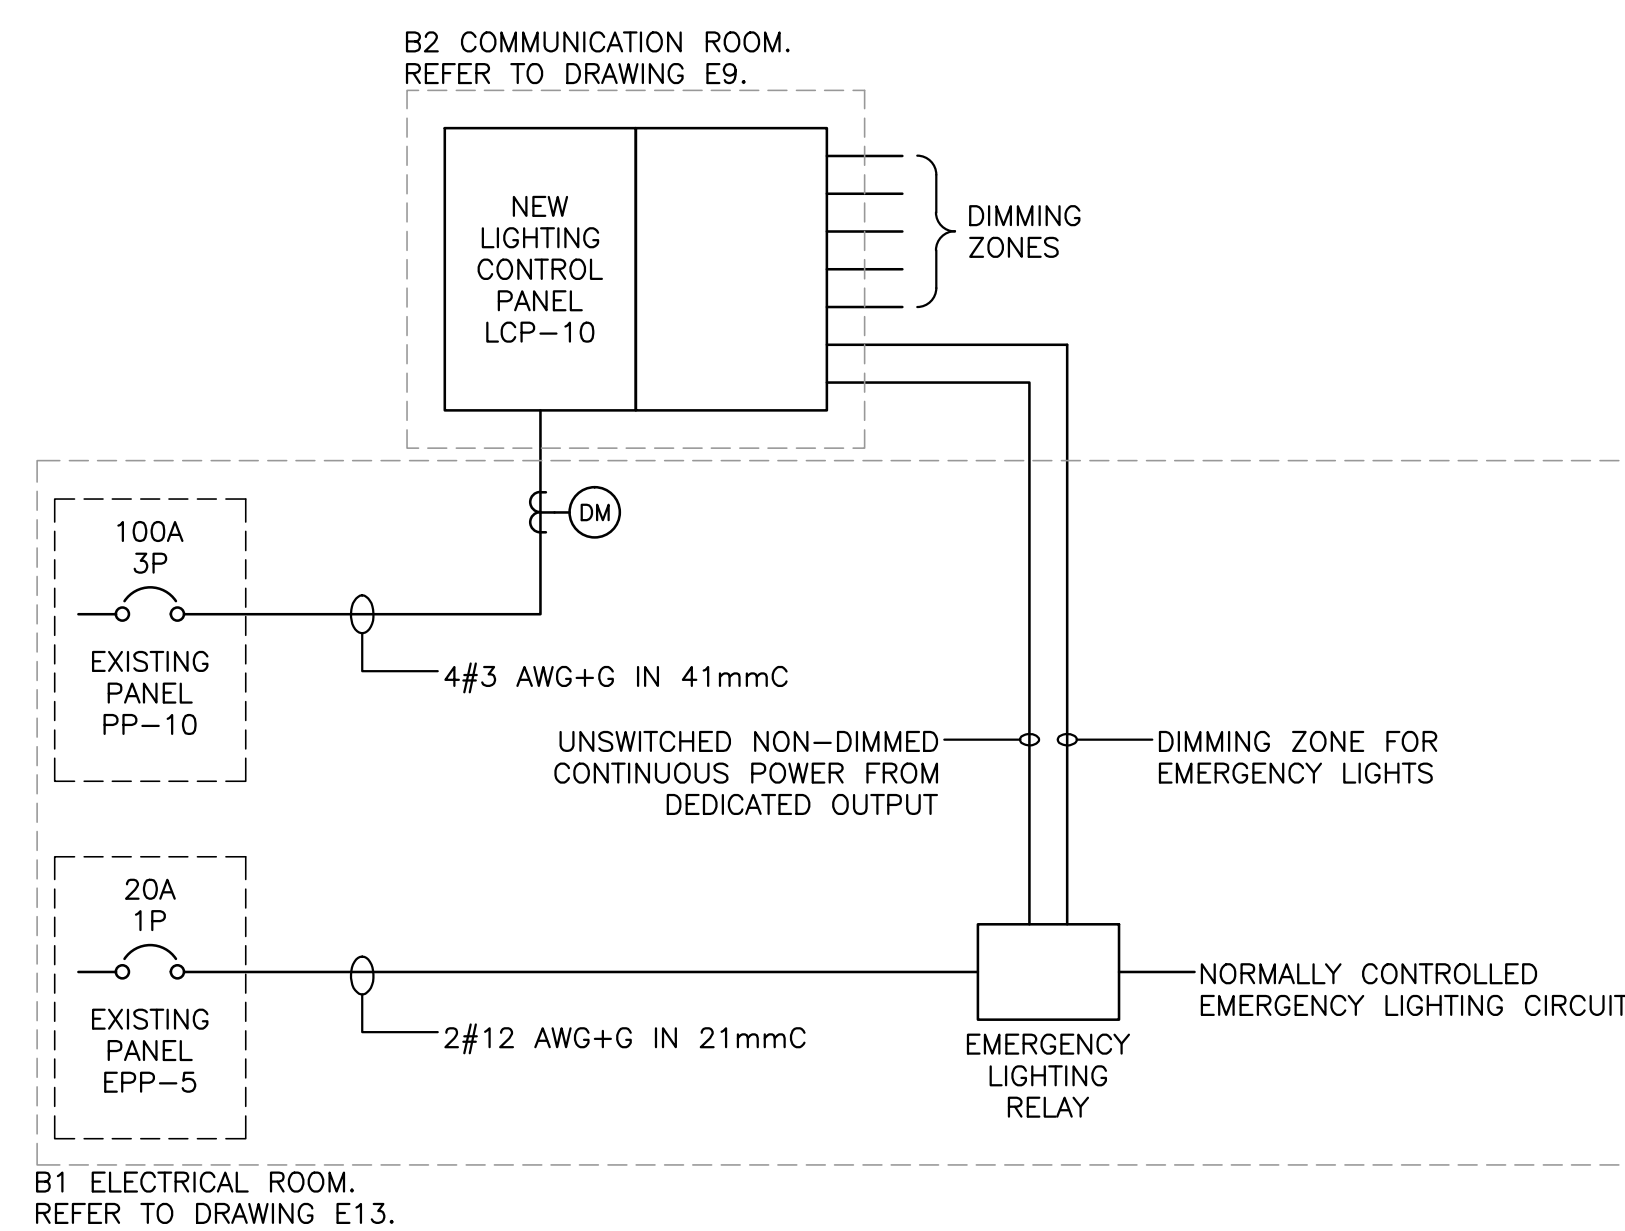 B2 COMMUNICATION ROOM.
REFER TO DRAWING E9.
NEW
LIGHTING
CONTROL
PANEL
LCP-10
DIMMING
ZONES
DM
100A
3P
EXISTING
PANEL
PP-10
4#3 AWG+G IN 41mmC
UNSWITCHED NON-DIMMED
CONTINUOUS POWER FROM
DEDICATED OUTPUT
DIMMING ZONE FOR
EMERGENCY LIGHTS
20A
1P
EXISTING
PANEL
EPP-5
2#12 AWG+G IN 21mmC
EMERGENCY
LIGHTING
RELAY
NORMALLY CONTROLLED
EMERGENCY LIGHTING CIRCUIT
B1 ELECTRICAL ROOM.
REFER TO DRAWING E13.